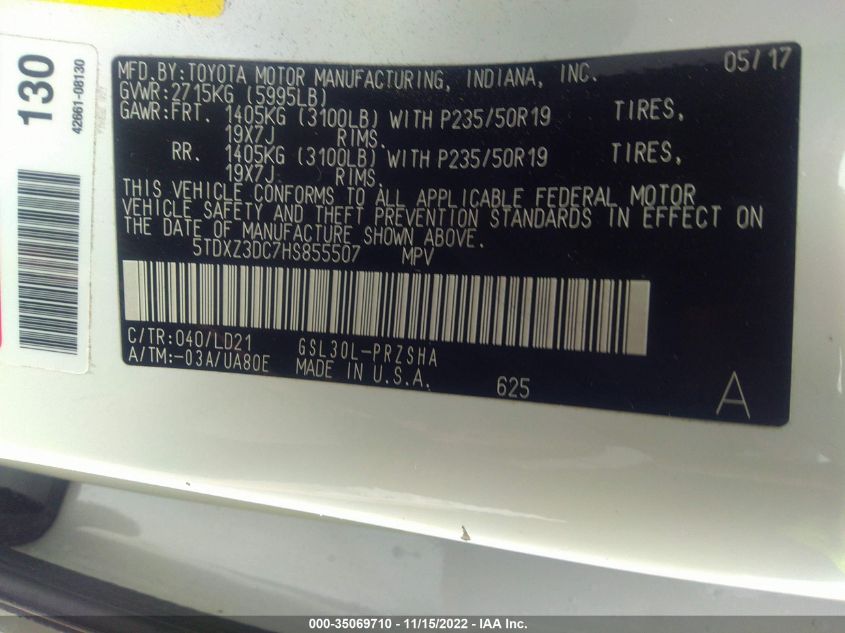 130
42661-08130
MFD.BY:TOYOTA MOTOR MANUFACTURING, INDIANA, INC. 05/17
GVWR:2715KG (5995LB)
GAWR:FRT. 1405KG (3100LB) WITH P235/50R19 TIRES,
19X7J RIMS.
RR. 1405KG (3100LB) WITH P235/50R19 TIRES,
19X7J RIMS.
THIS VEHICLE CONFORMS TO ALL APPLICABLE FEDERAL MOTOR
VEHICLE SAFETY AND THEFT PREVENTION STANDARDS IN EFFECT ON
THE DATE OF MANUFACTURE SHOWN ABOVE.
5TDXZ3DC7HS855507 MPV
C/TR:040/LD21 GSL30L-PRZSHA
A/TM:-03A/UA80E MADE IN U.S.A. 625 A
000-35069710 - 11/15/2022 - IAA Inc.